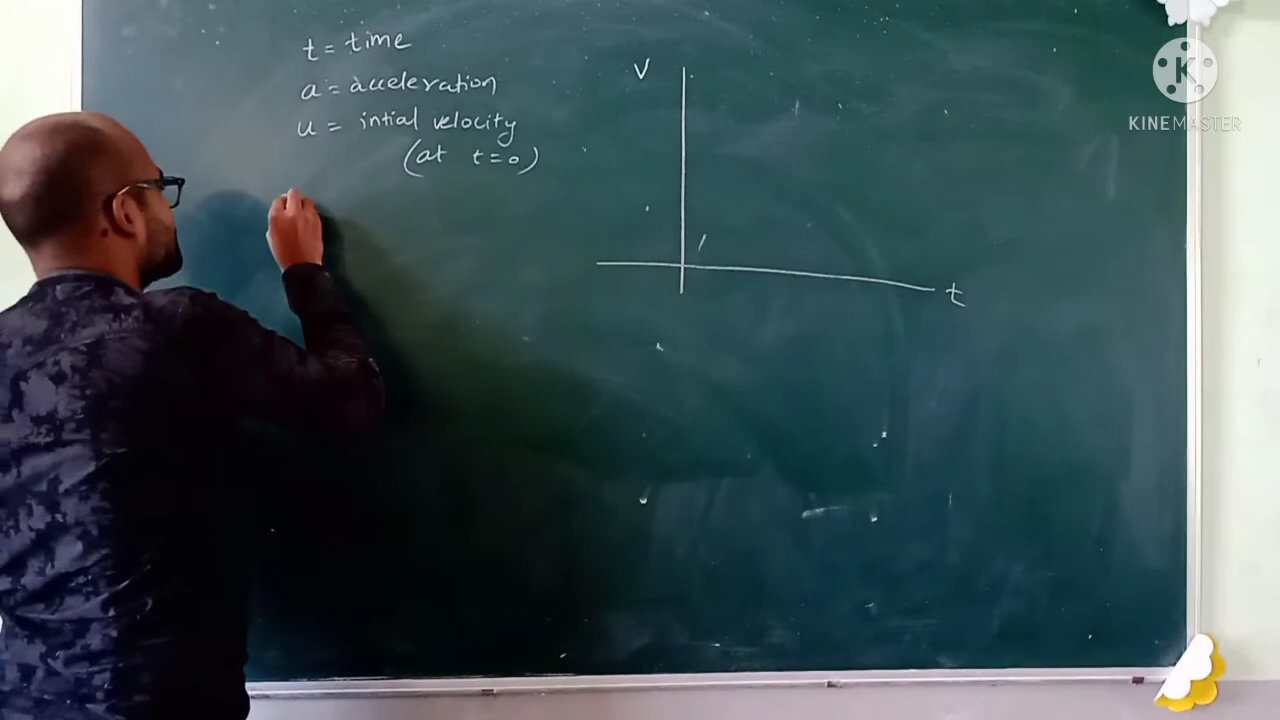 t = time
a = acceleration
u = intial velocity
(at t=0)
V
t
K
KINEMASTER